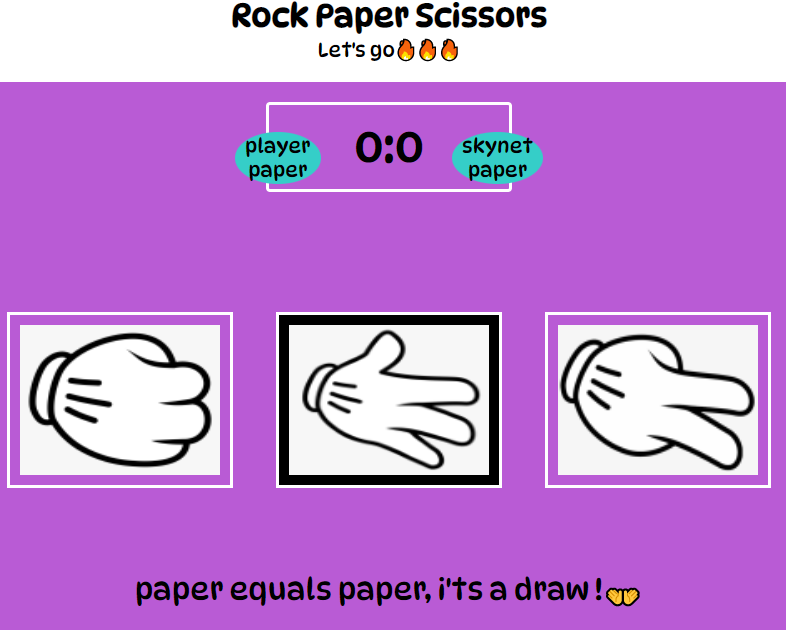 Rock Paper Scissors
Let's go🔥🔥🔥
player
paper
0:0
skynet
paper
paper equals paper, i'ts a draw !👐